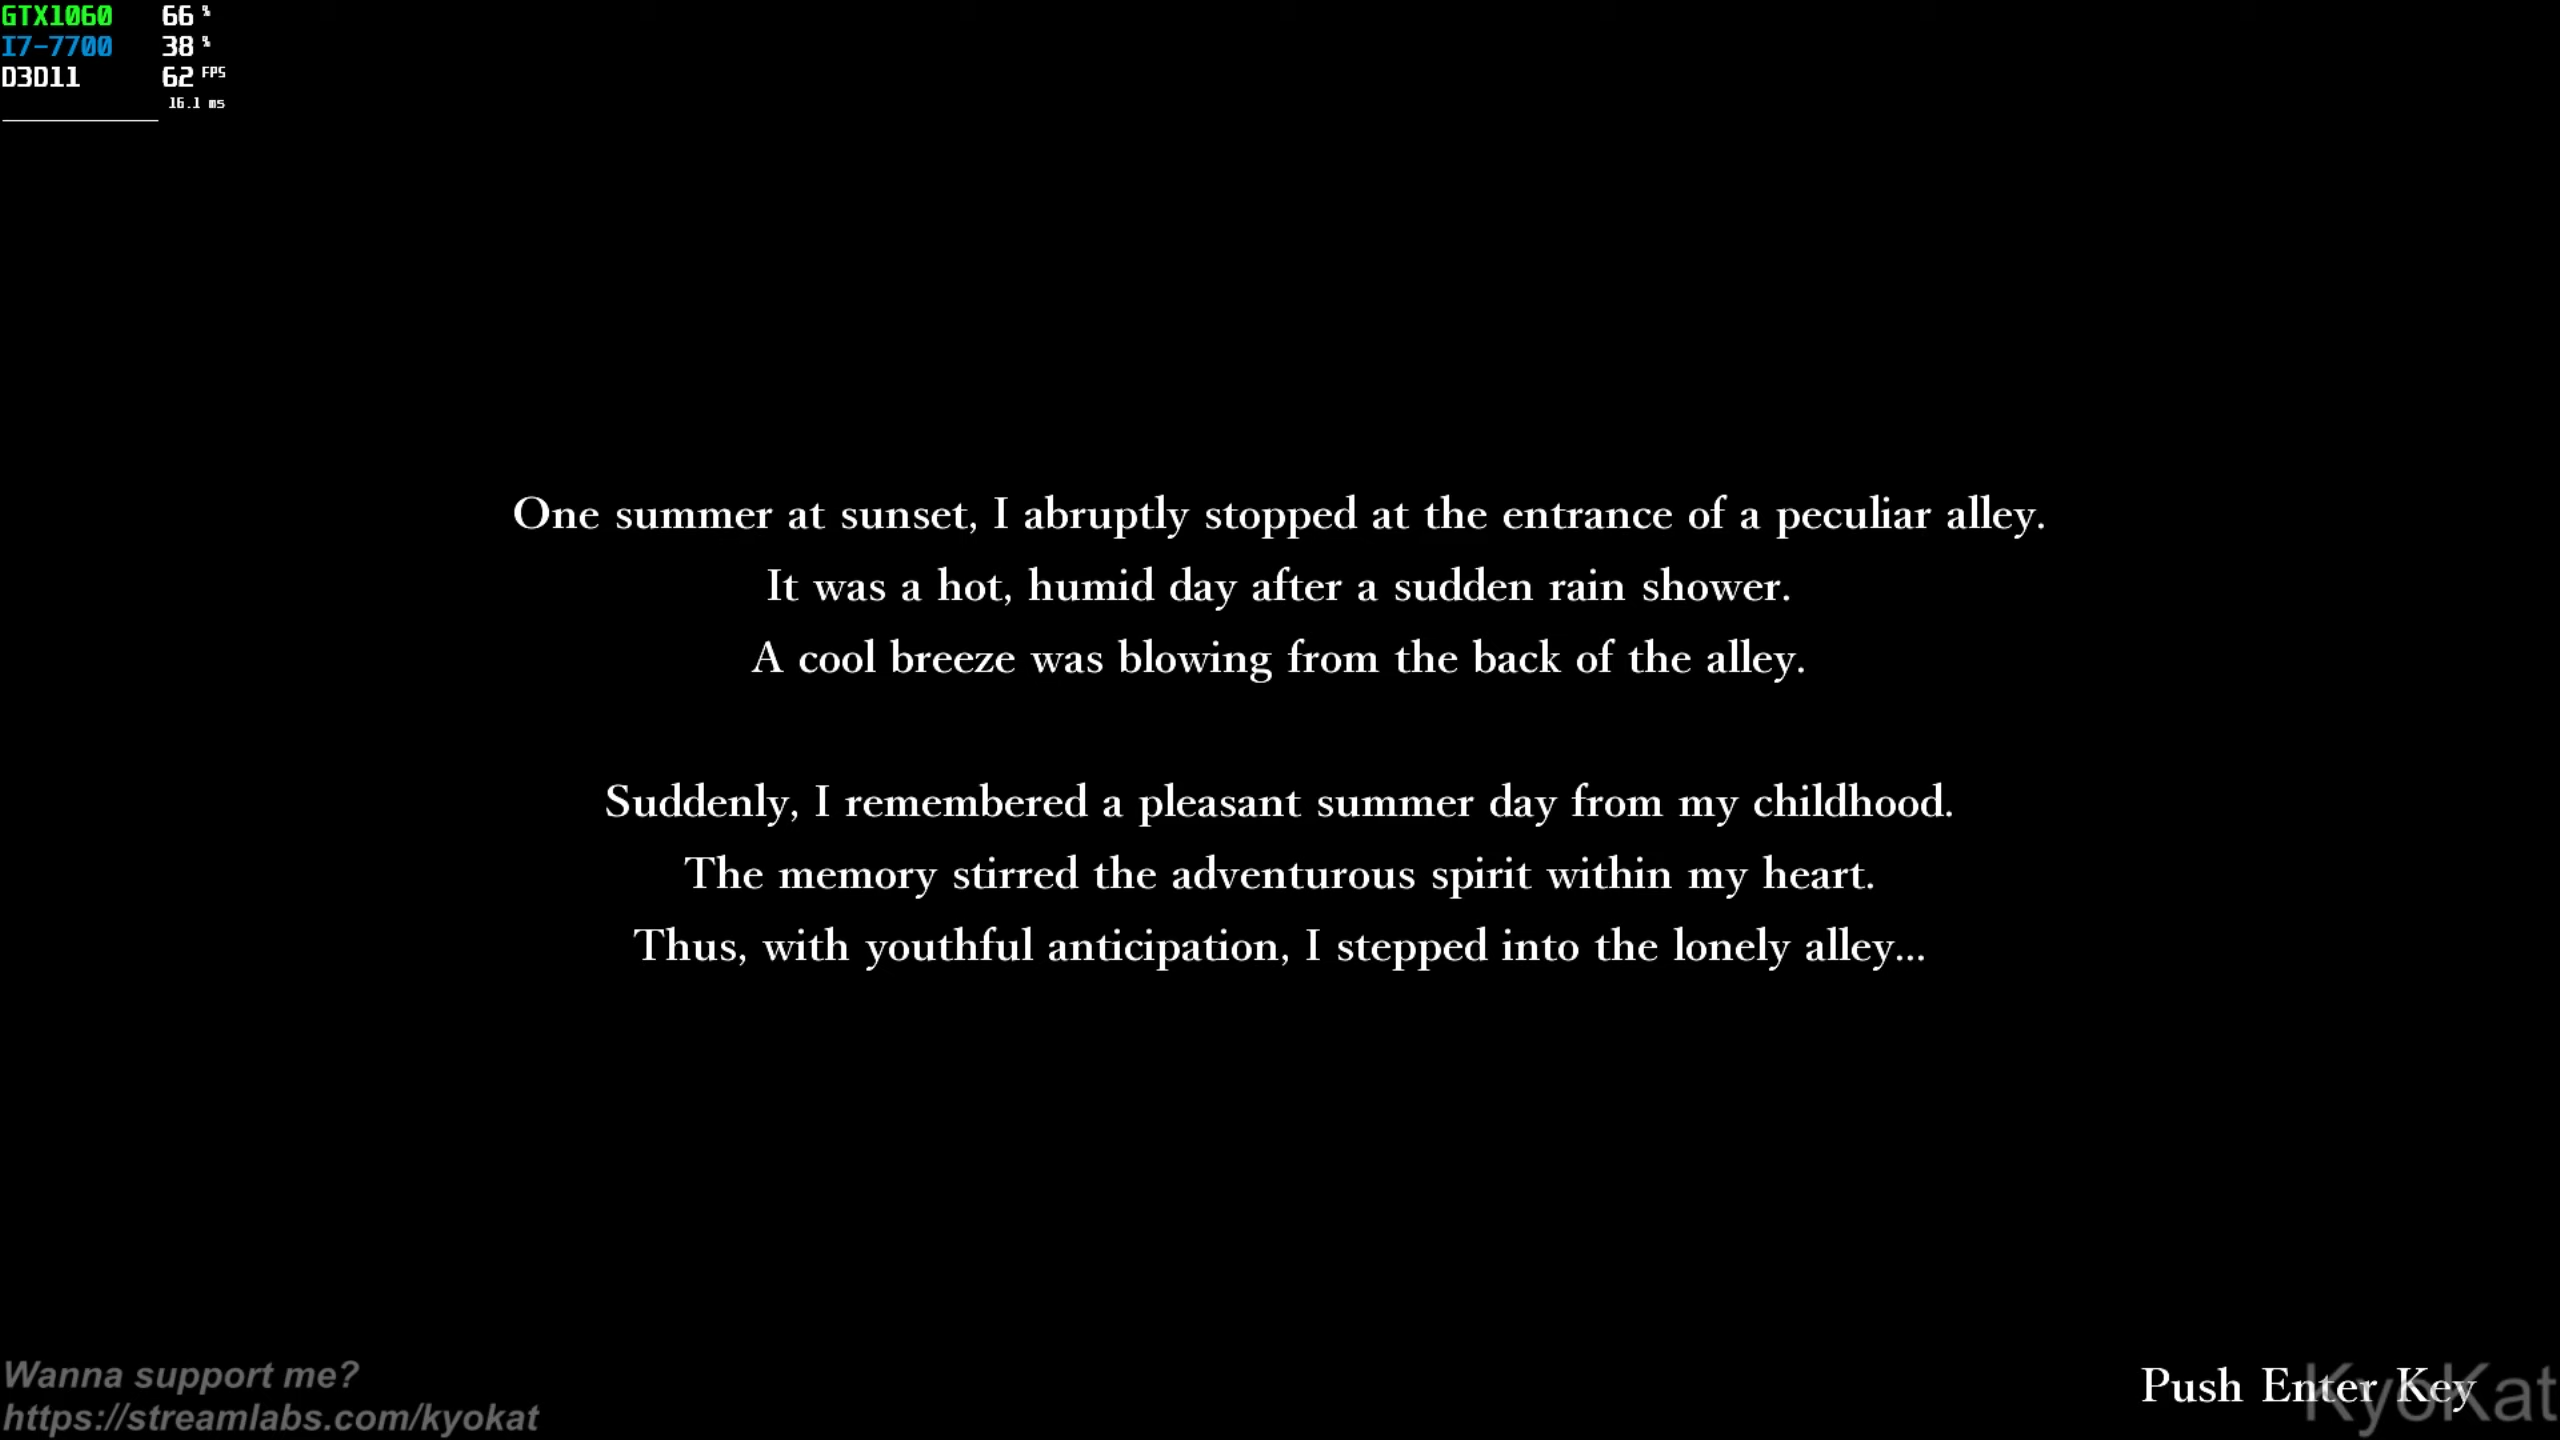 GTX1060 66 %
I7-7700 38 %
D3D11 62 FPS
16.1 ms
One summer at sunset, I abruptly stopped at the entrance of a peculiar alley.
It was a hot, humid day after a sudden rain shower.
A cool breeze was blowing from the back of the alley.
Suddenly, I remembered a pleasant summer day from my childhood.
The memory stirred the adventurous spirit within my heart.
Thus, with youthful anticipation, I stepped into the lonely alley...
Wanna support me?
https://streamlabs.com/kyokat
Push Enter Key
KyoKat